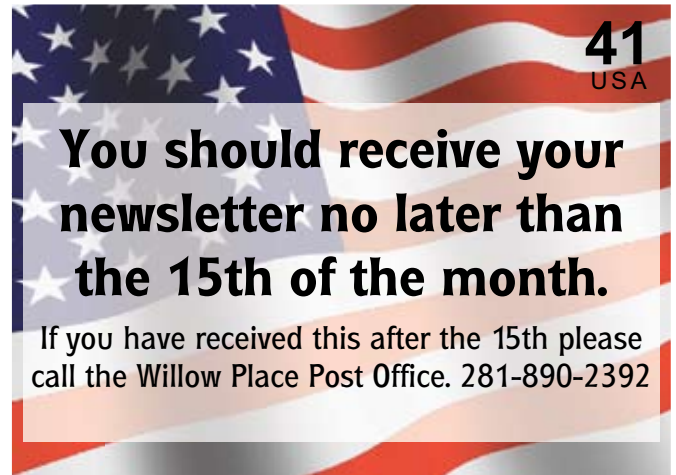 41
USA
You should receive your
newsletter no later than
the 15th of the month.
If you have received this after the 15th please
call the Willow Place Post Office. 281-890-2392